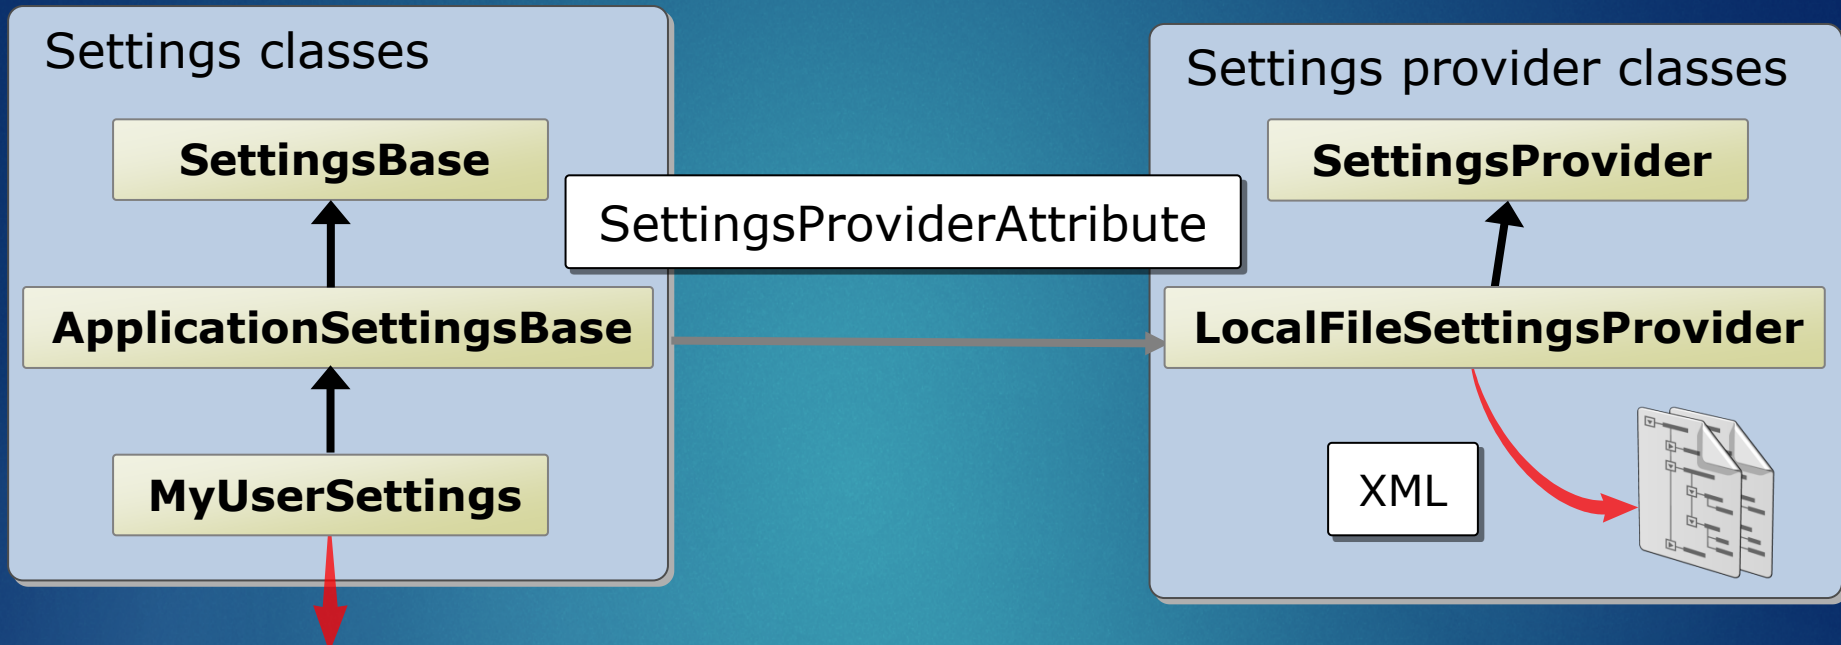 Settings classes
SettingsBase
ApplicationSettingsBase
MyUserSettings
SettingsProviderAttribute
Settings provider classes
SettingsProvider
LocalFileSettingsProvider
XML